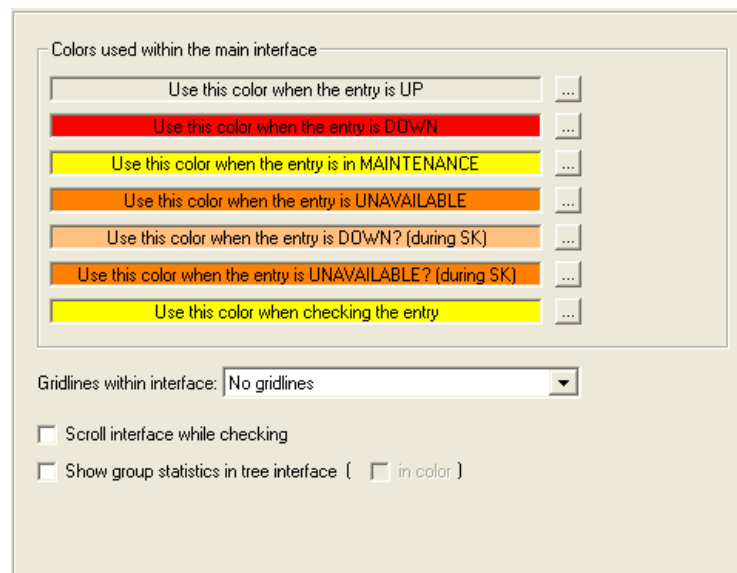 Colors used within the main interface
Use this color when the entry is UP
...
Use this color when the entry is DOWN
...
Use this color when the entry is in MAINTENANCE
...
Use this color when the entry is UNAVAILABLE
...
Use this color when the entry is DOWN? (during SK)
...
Use this color when the entry is UNAVAILABLE? (during SK)
...
Use this color when checking the entry
...
Gridlines within interface: No gridlines
Scroll interface while checking
Show group statistics in tree interface ( in color )